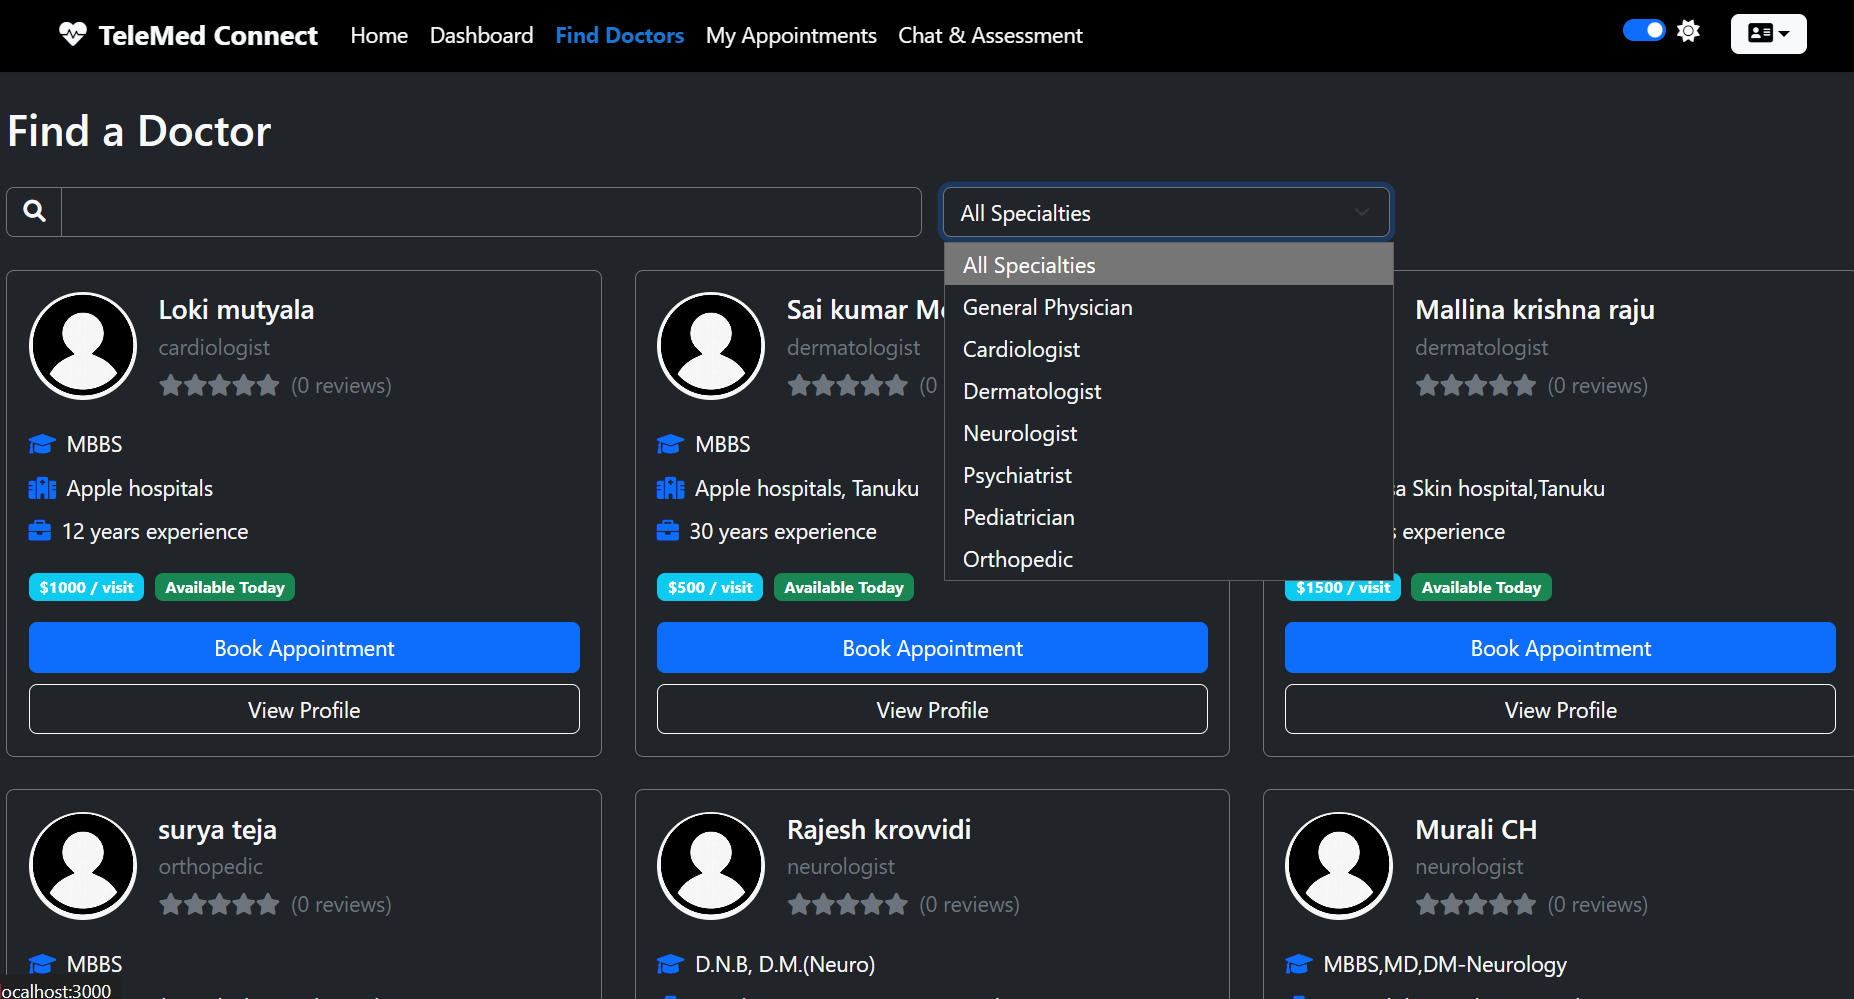 TeleMed Connect Home Dashboard Find Doctors My Appointments Chat & Assessment
Find a Doctor
All Specialties
All Specialties
General Physician
Cardiologist
Dermatologist
Neurologist
Psychiatrist
Pediatrician
Orthopedic
Loki mutyala
cardiologist
(0 reviews)
MBBS
Apple hospitals
12 years experience
$1000 / visit Available Today
Book Appointment
View Profile
Sai kumar
dermatologist
(0
MBBS
Apple hospitals, Tanuku
30 years experience
$500 / visit Available Today
Book Appointment
View Profile
Mallina krishna raju
dermatologist
(0 reviews)
Skin hospital,Tanuku
experience
$1500 / visit Available Today
Book Appointment
View Profile
surya teja
orthopedic
(0 reviews)
MBBS
Rajesh krovvidi
neurologist
(0 reviews)
D.N.B, D.M.(Neuro)
Murali CH
neurologist
(0 reviews)
MBBS,MD,DM-Neurology
localhost:3000